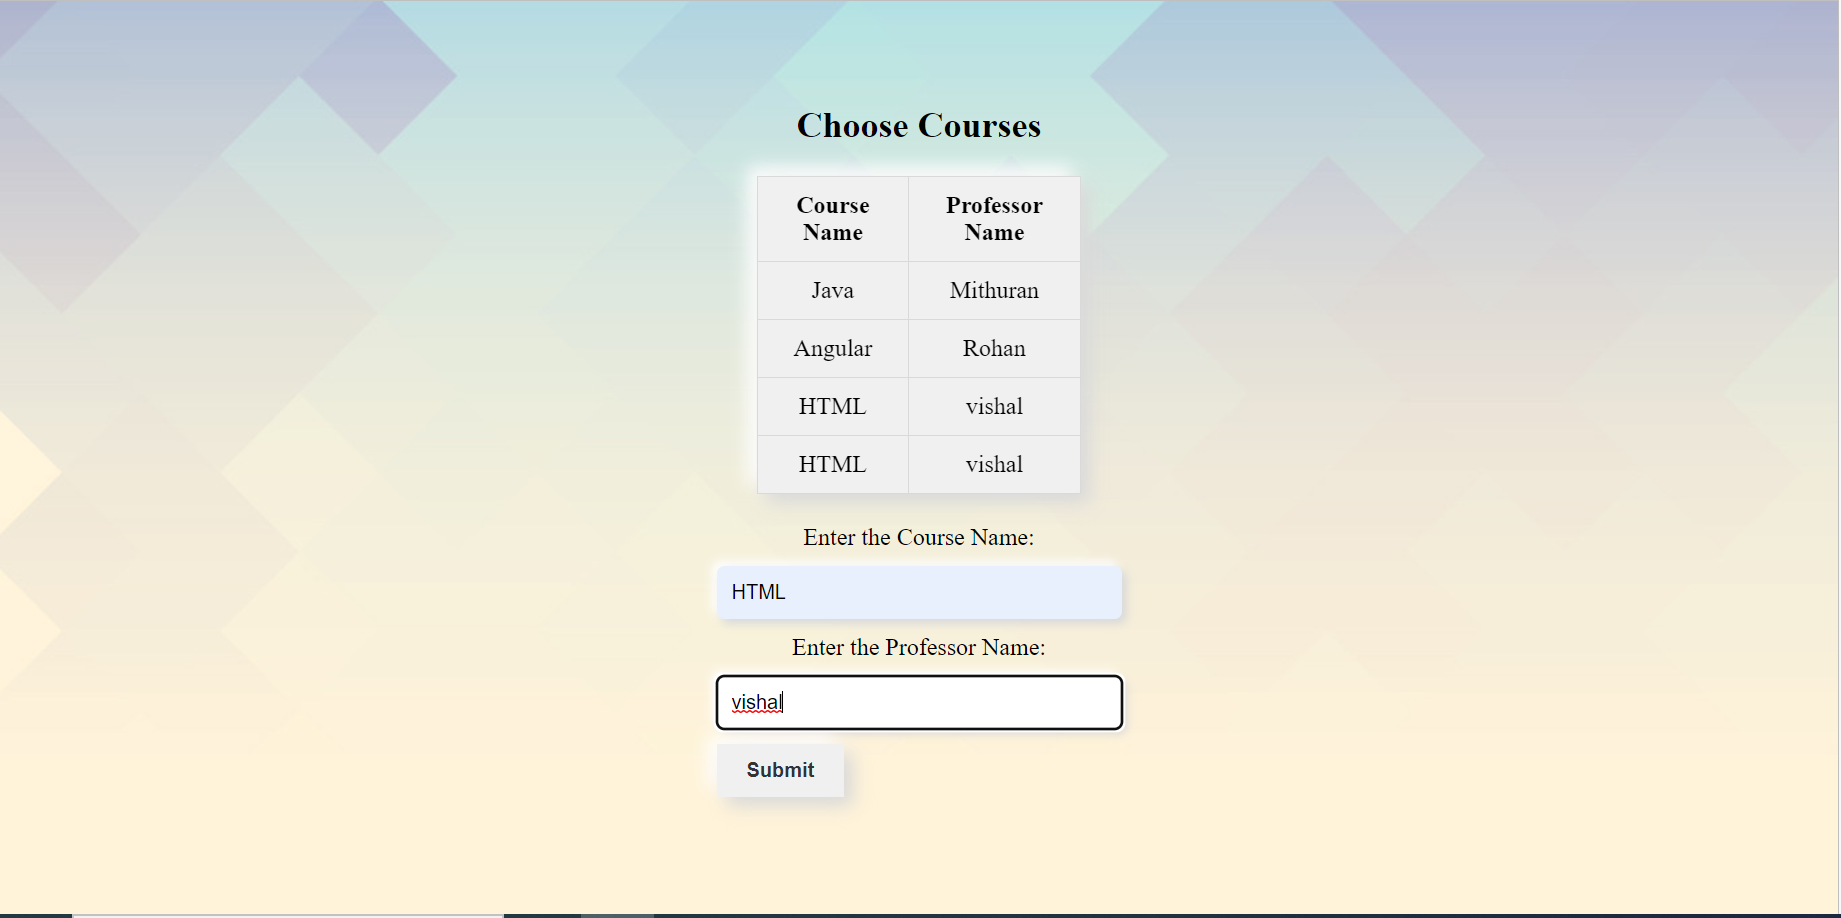 Choose Courses
Course Name
Professor Name
Java Mithuran
Angular Rohan
HTML vishal
HTML vishal
Enter the Course Name:
HTML
Enter the Professor Name:
vishal
Submit